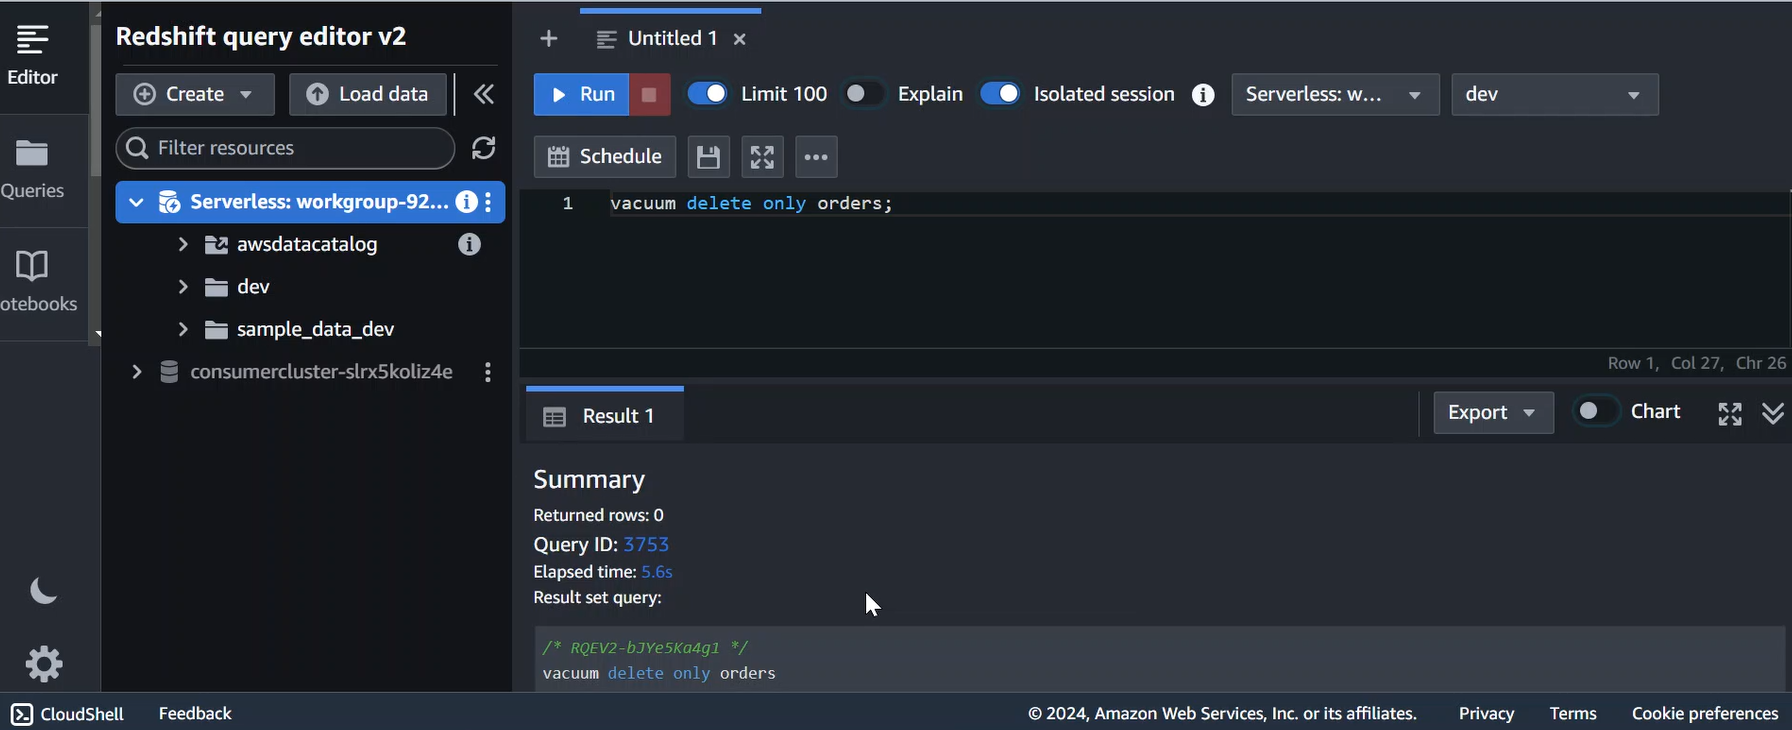 Editor
Queries
otebooks
Redshift query editor v2
Create
Load data
Filter resources
Serverless: workgroup-92...
awsdatacatalog
dev
sample_data_dev
consumercluster-slrx5koliz4e
Untitled 1
Run
Limit 100
Explain
Isolated session
Serverless: w...
dev
Schedule
1 vacuum delete only orders;
Row 1, Col 27, Chr 26
Result 1
Export
Chart
Summary
Returned rows: 0
Query ID: 3753
Elapsed time: 5.6s
Result set query:
/* RQEV2-bJYe5Ka4g1 */
vacuum delete only orders
CloudShell
Feedback
© 2024, Amazon Web Services, Inc. or its affiliates.
Privacy
Terms
Cookie preferences